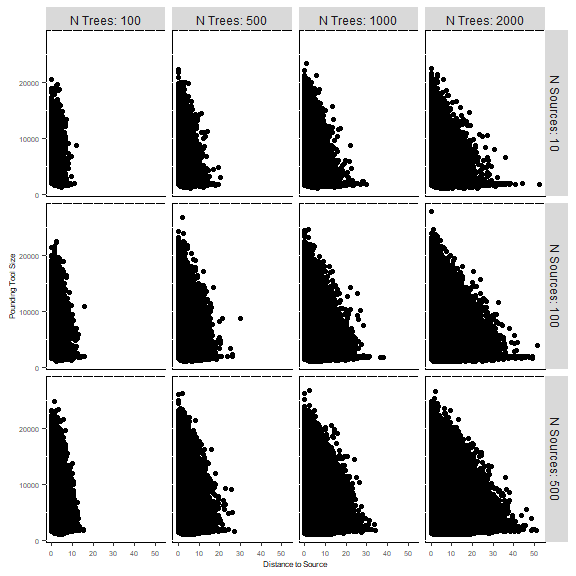 N Trees: 100 N Trees: 500 N Trees: 1000 N Trees: 2000
20000
10000
0
N Sources: 10
20000
10000
0
N Sources: 100
20000
10000
0
N Sources: 500
Pounding Tool Size
0 10 20 30 40 50 0 10 20 30 40 50 0 10 20 30 40 50 0 10 20 30 40 50
Distance to Source